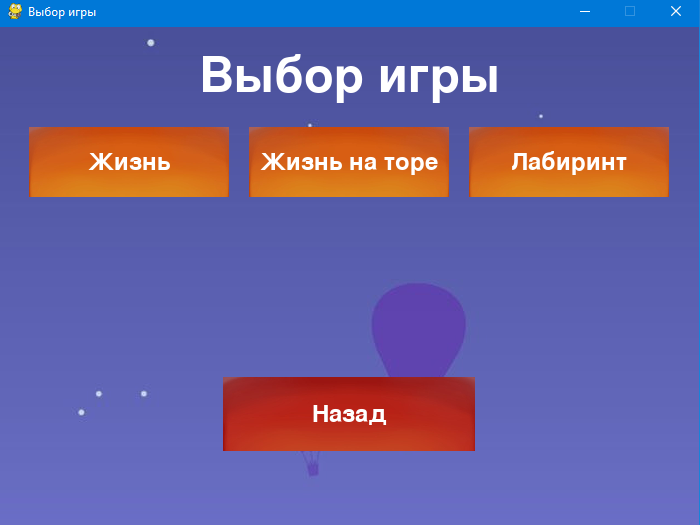 Выбор игры
Выбор игры
Жизнь
Жизнь на торе
Лабиринт
Назад